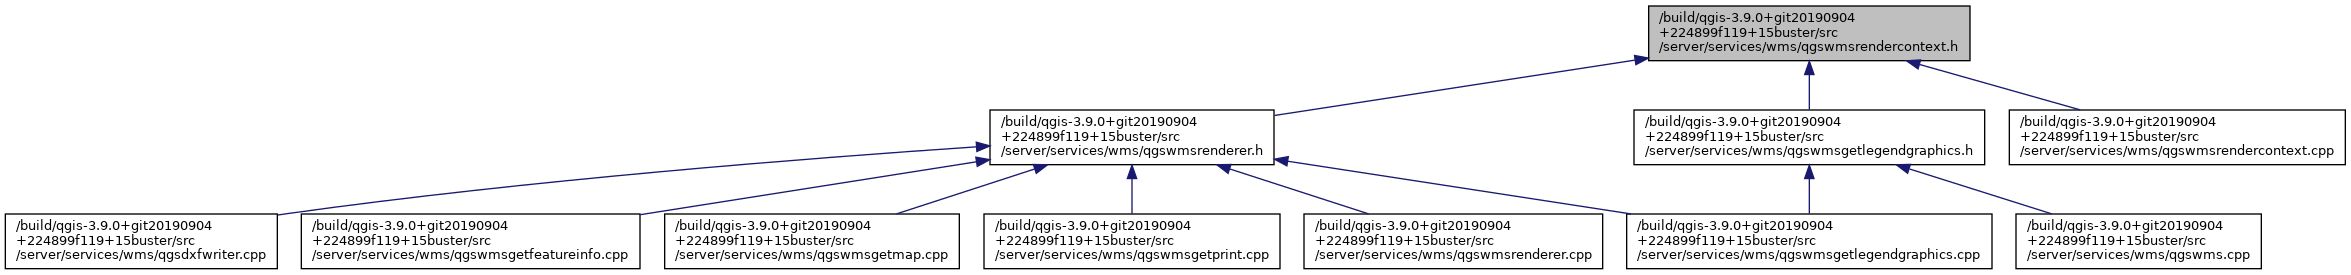 /build/qgis-3.9.0+git20190904
+224899f119+15buster/src
/server/services/wms/qgswmsrendercontext.h
/build/qgis-3.9.0+git20190904
+224899f119+15buster/src
/server/services/wms/qgswmsrenderer.h
/build/qgis-3.9.0+git20190904
+224899f119+15buster/src
/server/services/wms/qgswmsgetlegendgraphics.h
/build/qgis-3.9.0+git20190904
+224899f119+15buster/src
/server/services/wms/qgswmsrendercontext.cpp
/build/qgis-3.9.0+git20190904
+224899f119+15buster/src
/server/services/wms/qgsdxfwriter.cpp
/build/qgis-3.9.0+git20190904
+224899f119+15buster/src
/server/services/wms/qgswmsgetfeatureinfo.cpp
/build/qgis-3.9.0+git20190904
+224899f119+15buster/src
/server/services/wms/qgswmsgetmap.cpp
/build/qgis-3.9.0+git20190904
+224899f119+15buster/src
/server/services/wms/qgswmsgetprint.cpp
/build/qgis-3.9.0+git20190904
+224899f119+15buster/src
/server/services/wms/qgswmsrenderer.cpp
/build/qgis-3.9.0+git20190904
+224899f119+15buster/src
/server/services/wms/qgswmsgetlegendgraphics.cpp
/build/qgis-3.9.0+git20190904
+224899f119+15buster/src
/server/services/wms/qgswms.cpp